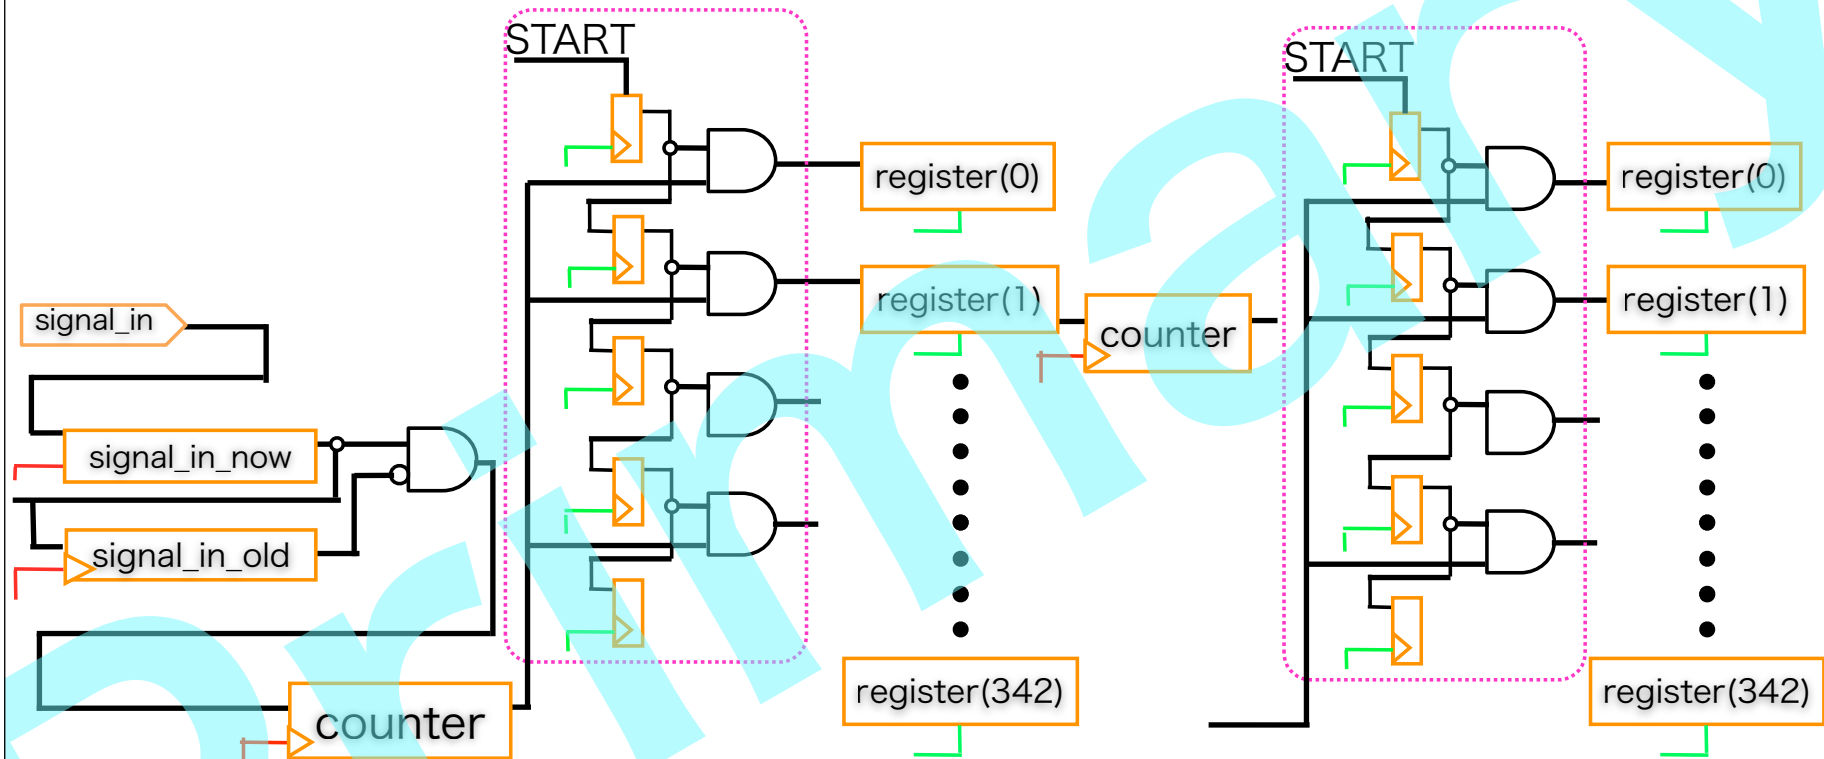 START
START
register(0)
register(0)
register(1)
register(1)
signal_in
counter
signal_in_now
signal_in_old
register(342)
register(342)
counter
Primary